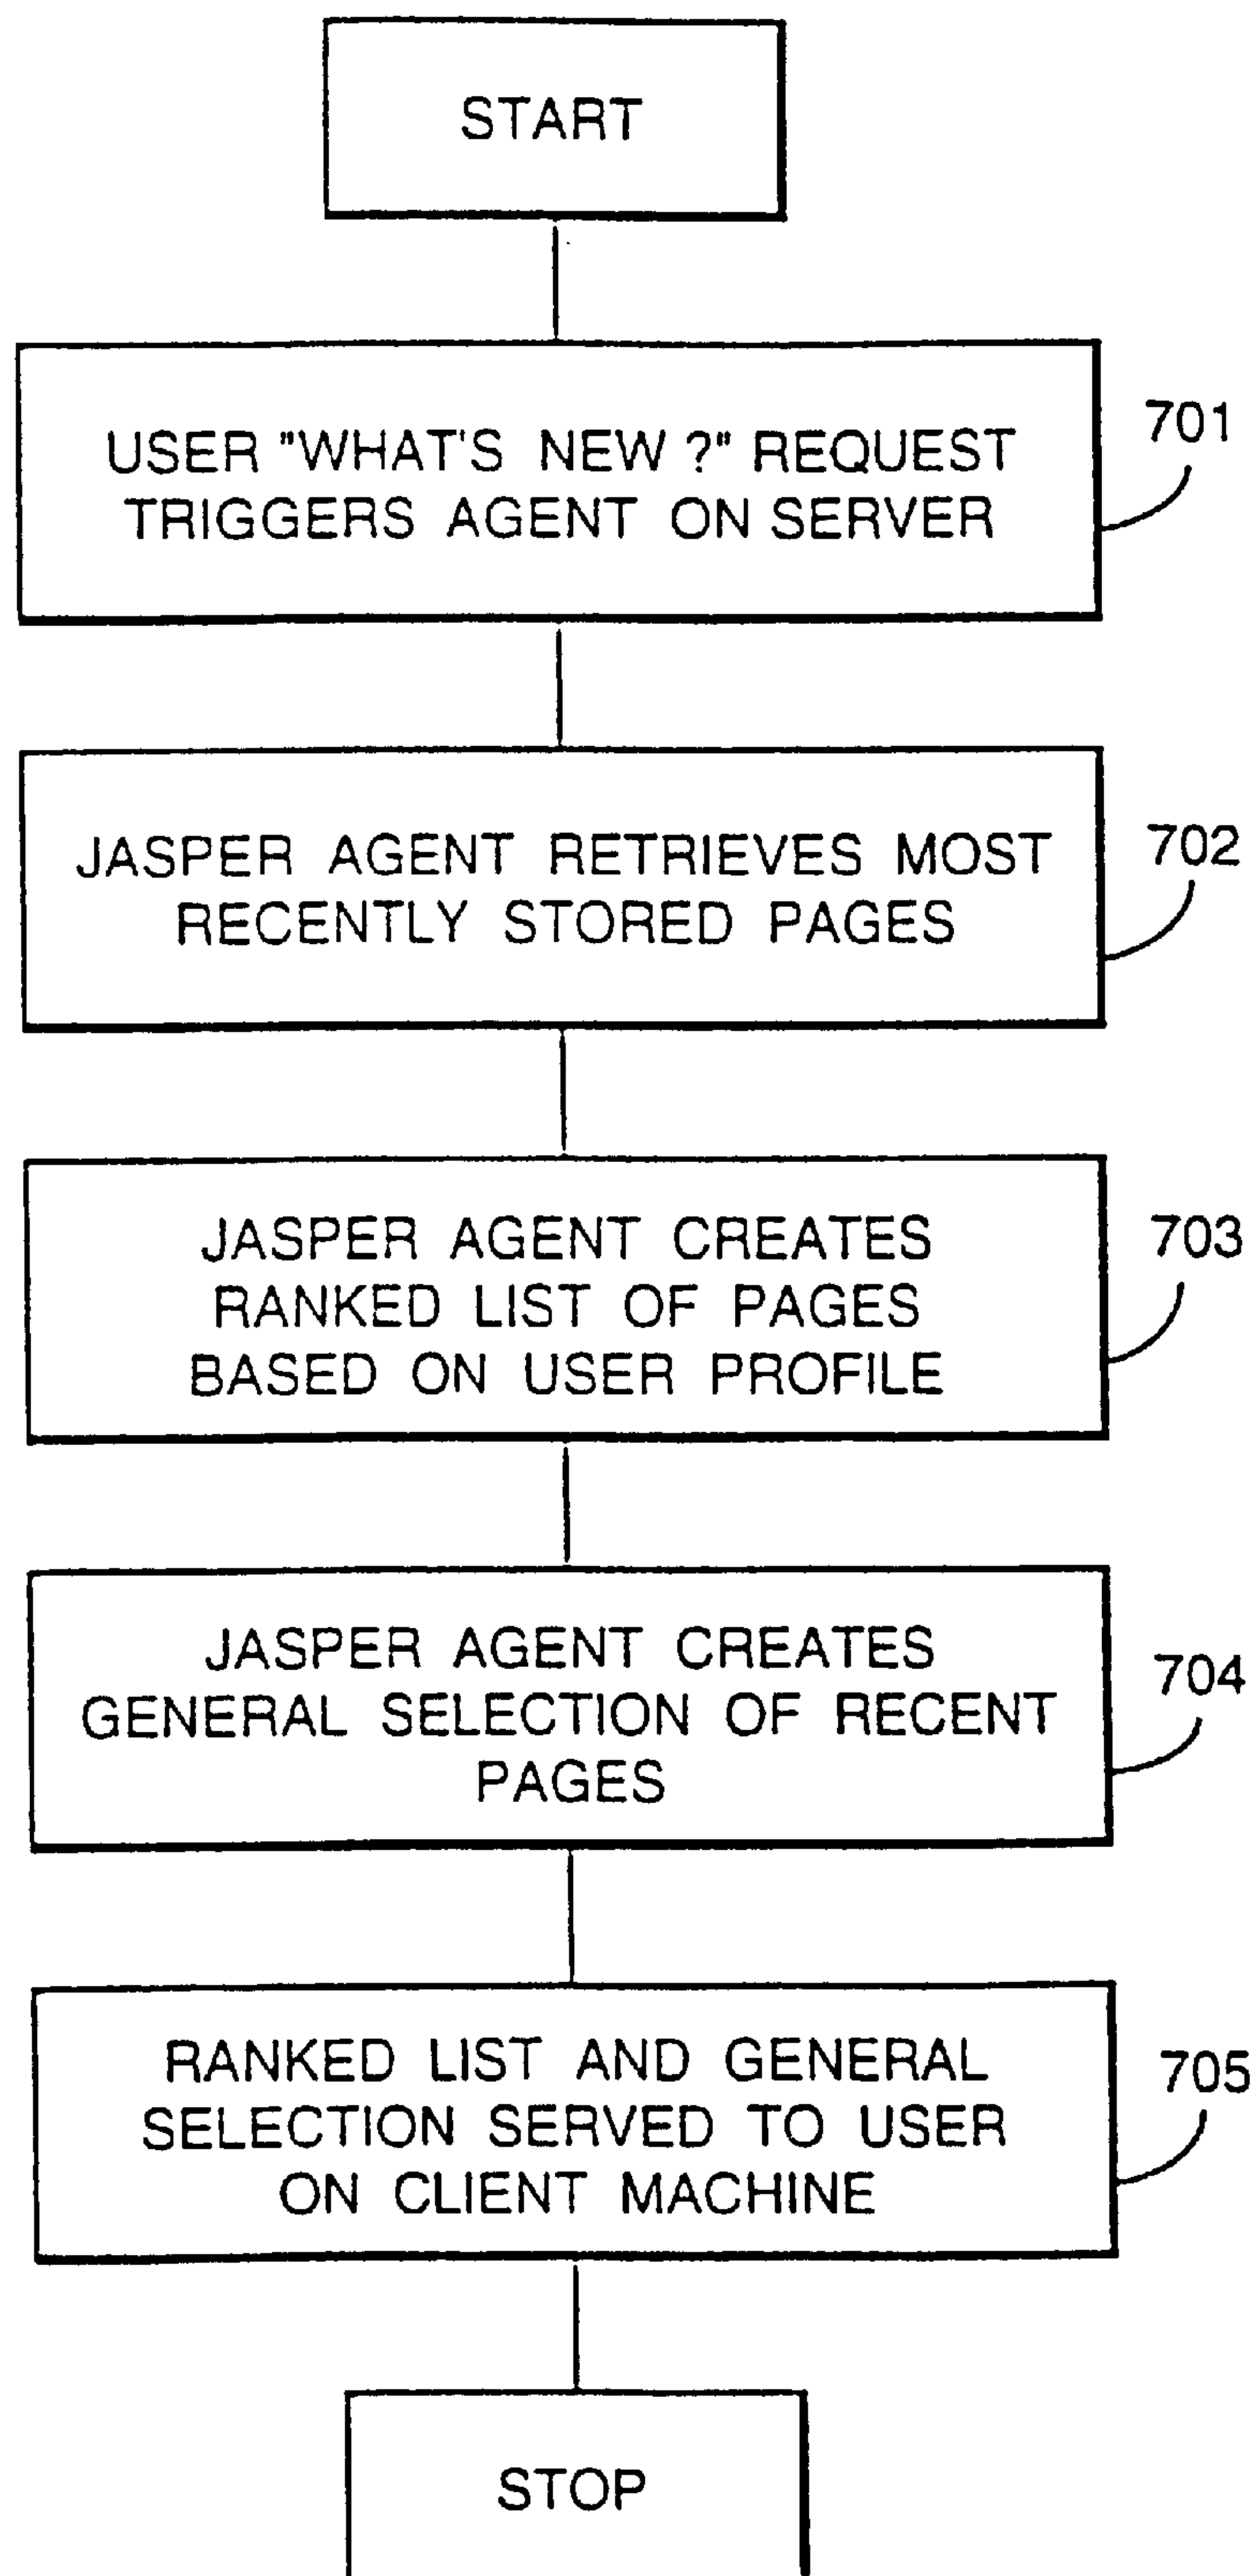 START
USER "WHAT'S NEW ?" REQUEST
TRIGGERS AGENT ON SERVER
701
JASPER AGENT RETRIEVES MOST
RECENTLY STORED PAGES
702
JASPER AGENT CREATES
RANKED LIST OF PAGES
BASED ON USER PROFILE
703
JASPER AGENT CREATES
GENERAL SELECTION OF RECENT
PAGES
704
RANKED LIST AND GENERAL
SELECTION SERVED TO USER
ON CLIENT MACHINE
705
STOP